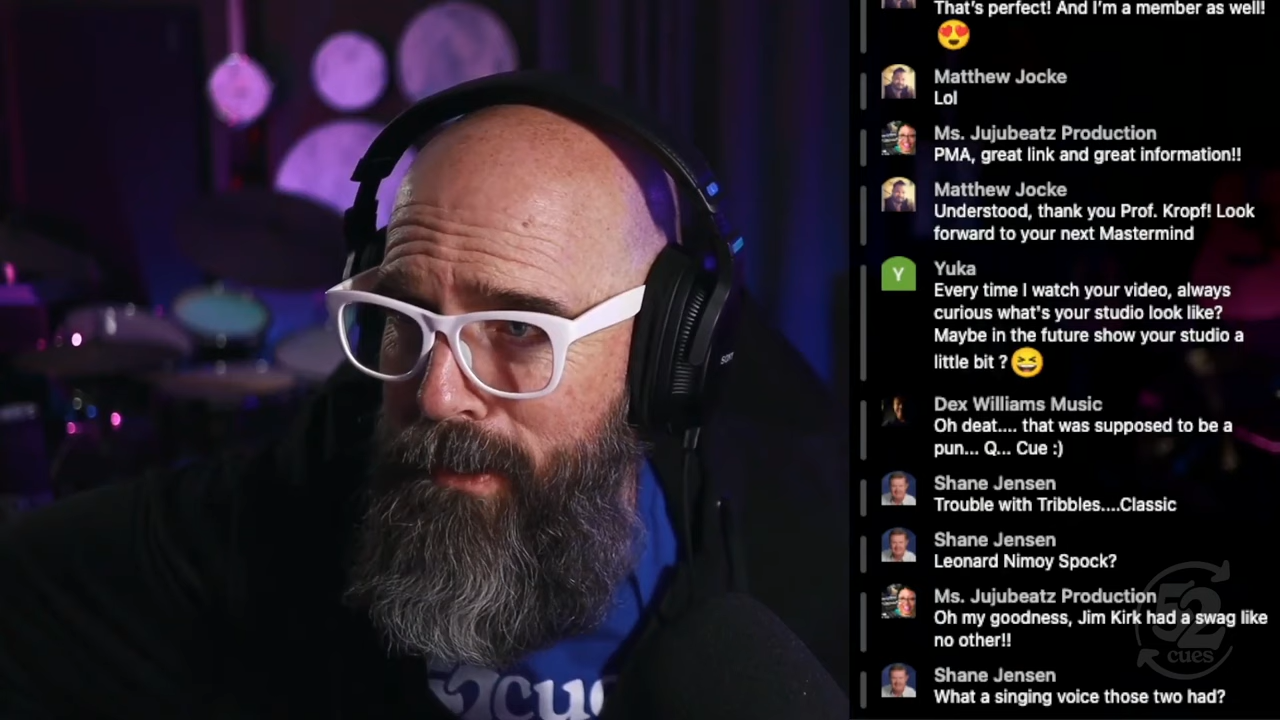 That's perfect! And I'm a member as well!
😍
Matthew Jocke
Lol
Ms. Jujubeatz Production
PMA, great link and great information!!
Matthew Jocke
Understood, thank you Prof. Kropf! Look
forward to your next Mastermind
Y
Yuka
Every time I watch your video, always
curious what's your studio look like?
Maybe in the future show your studio a
little bit ? 😆
Dex Williams Music
Oh deat.... that was supposed to be a
pun... Q... Cue :)
Shane Jensen
Trouble with Tribbles....Classic
Shane Jensen
Leonard Nimoy Spock?
Ms. Jujubeatz Production
Oh my goodness, Jim Kirk had a swag like
no other!!
Shane Jensen
What a singing voice those two had?
52
cues
SONY
52cue